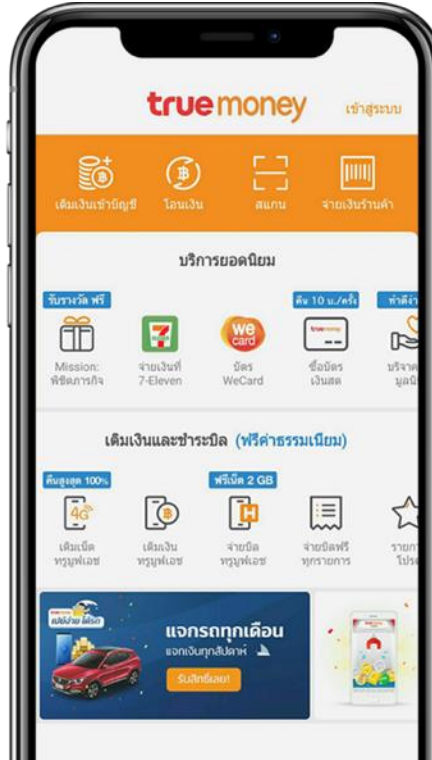 truemoney
เข้าสู่ระบบ
เติมเงินเข้าบัญชี
โอนเงิน
สแกน
จ่ายเงินร้านค้า
บริการยอดนิยม
รับรางวัล ฟรี
คืน 10 บ./ครั้ง
Mission:
พิชิตภารกิจ
7-ELEVEN
จ่ายเงินที่
7-Eleven
we
card
บัตร
WeCard
ซื้อบัตร
เงินสด
เติมเงินและชำระบิล (ฟรีค่าธรรมเนียม)
คืนสูงสุด 100%
ฟรีเน็ต 2 GB
4G
เติมเน็ต
ทรูมูฟเอช
เติมเงิน
ทรูมูฟเอช
จ่ายบิล
ทรูมูฟเอช
จ่ายบิลฟรี
ทุกรายการ
แจกรถทุกเดือน
แจกเงินทุกสัปดาห์
รับสิทธิ์เลย!